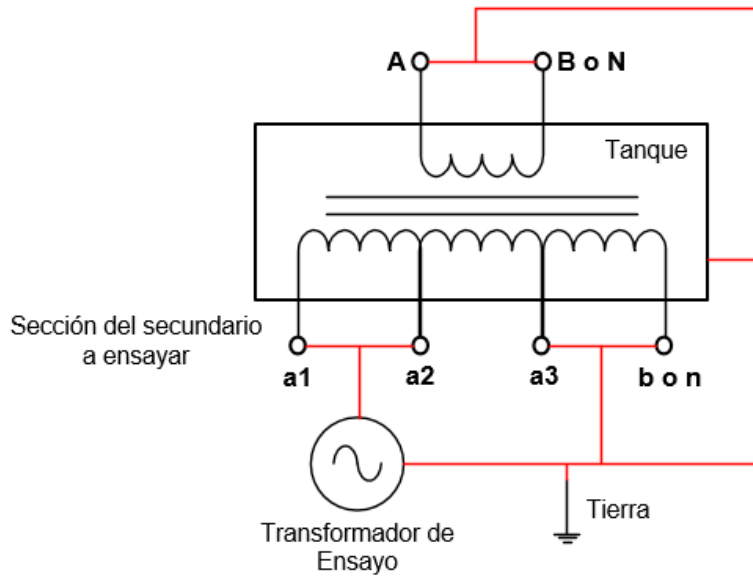 A
B o N
Tanque
Sección del secundario
a ensayar
a1
a2
a3
b o n
Tierra
Transformador de
Ensayo